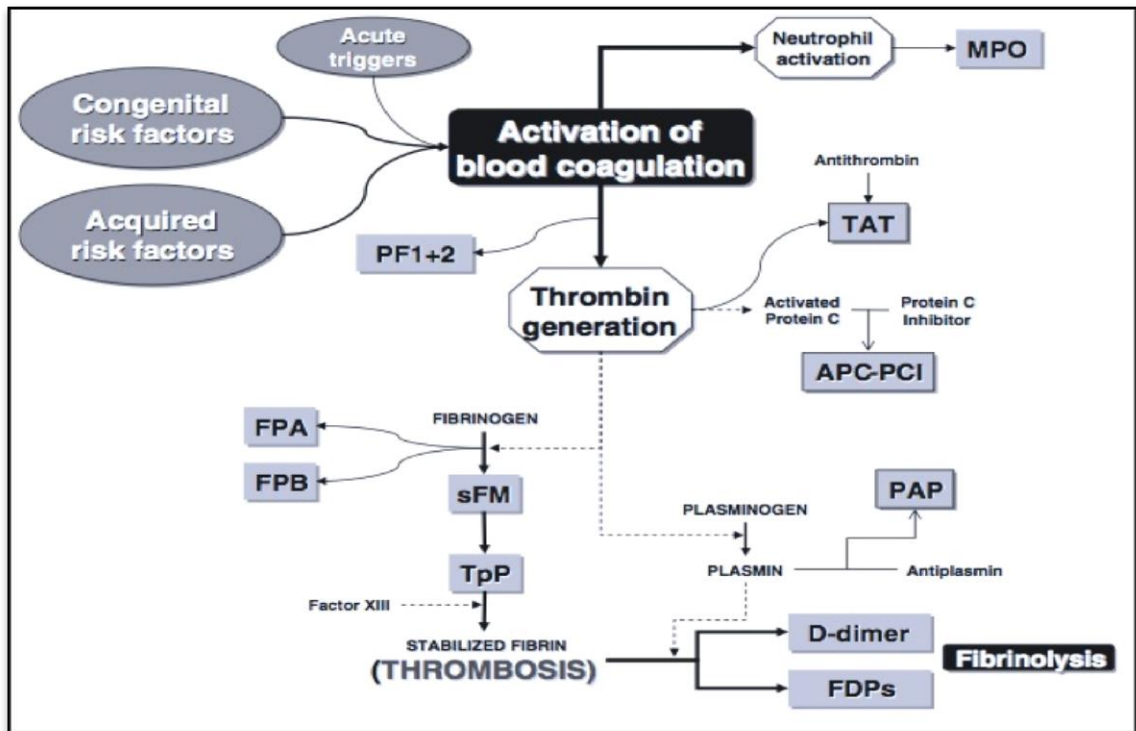 Acute
triggers
Neutrophil
activation
MPO
Congenital
risk factors
Activation of
blood coagulation
Antithrombin
Acquired
risk factors
TAT
PF1+2
Thrombin
generation
Activated
Protein C
Protein C
Inhibitor
APC-PCI
FIBRINOGEN
FPA
FPB
sFM
PAP
PLASMINOGEN
TpP
PLASMIN
Antiplasmin
Factor XIII
D-dimer
STABILIZED FIBRIN
(THROMBOSIS)
Fibrinolysis
FDPs